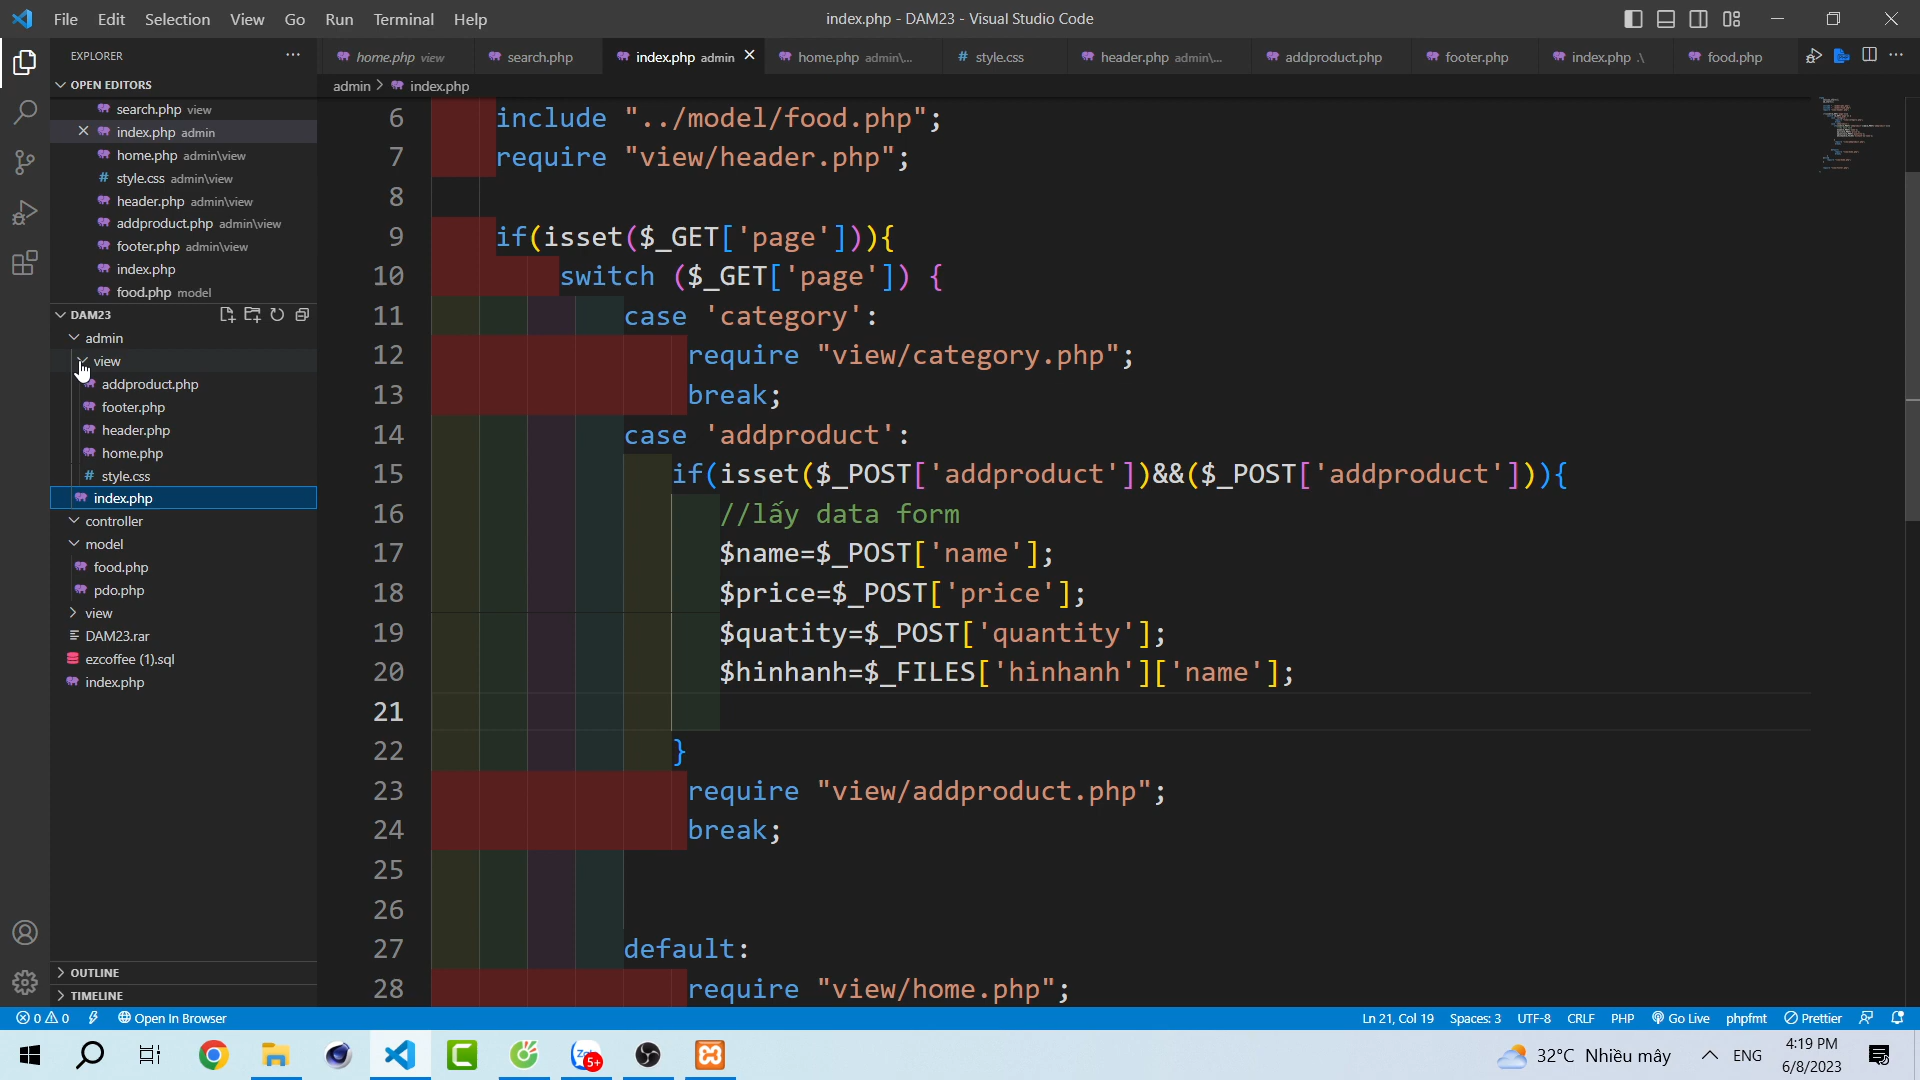 File Edit Selection View Go Run Terminal Help
index.php - DAM23 - Visual Studio Code
EXPLORER
home.php view
search.php
index.php admin
home.php admin\...
style.css
header.php admin\...
addproduct.php
footer.php
index.php .\
food.php
OPEN EDITORS
admin > index.php
search.php view
index.php admin
home.php admin\view
style.css admin\view
header.php admin\view
addproduct.php admin\view
footer.php admin\view
index.php
food.php model
DAM23
admin
view
addproduct.php
footer.php
header.php
home.php
style.css
index.php
controller
model
food.php
pdo.php
view
DAM23.rar
ezcoffee (1).sql
index.php
OUTLINE
TIMELINE
6 include "../model/food.php";
7 require "view/header.php";
8
9 if(isset($_GET['page'])){
10 switch ($_GET['page']) {
11 case 'category':
12 require "view/category.php";
13 break;
14 case 'addproduct':
15 if(isset($_POST['addproduct'])&&($_POST['addproduct'])){
16 //lấy data form
17 $name=$_POST['name'];
18 $price=$_POST['price'];
19 $quatity=$_POST['quantity'];
20 $hinhanh=$_FILES['hinhanh']['name'];
21
22 }
23 require "view/addproduct.php";
24 break;
25
26
27 default:
28 require "view/home.php";
0 0 Open In Browser
Ln 21, Col 19 Spaces: 3 UTF-8 CRLF PHP Go Live phpfmt Prettier
5+
32°C Nhiều mây
ENG
4:19 PM
6/8/2023